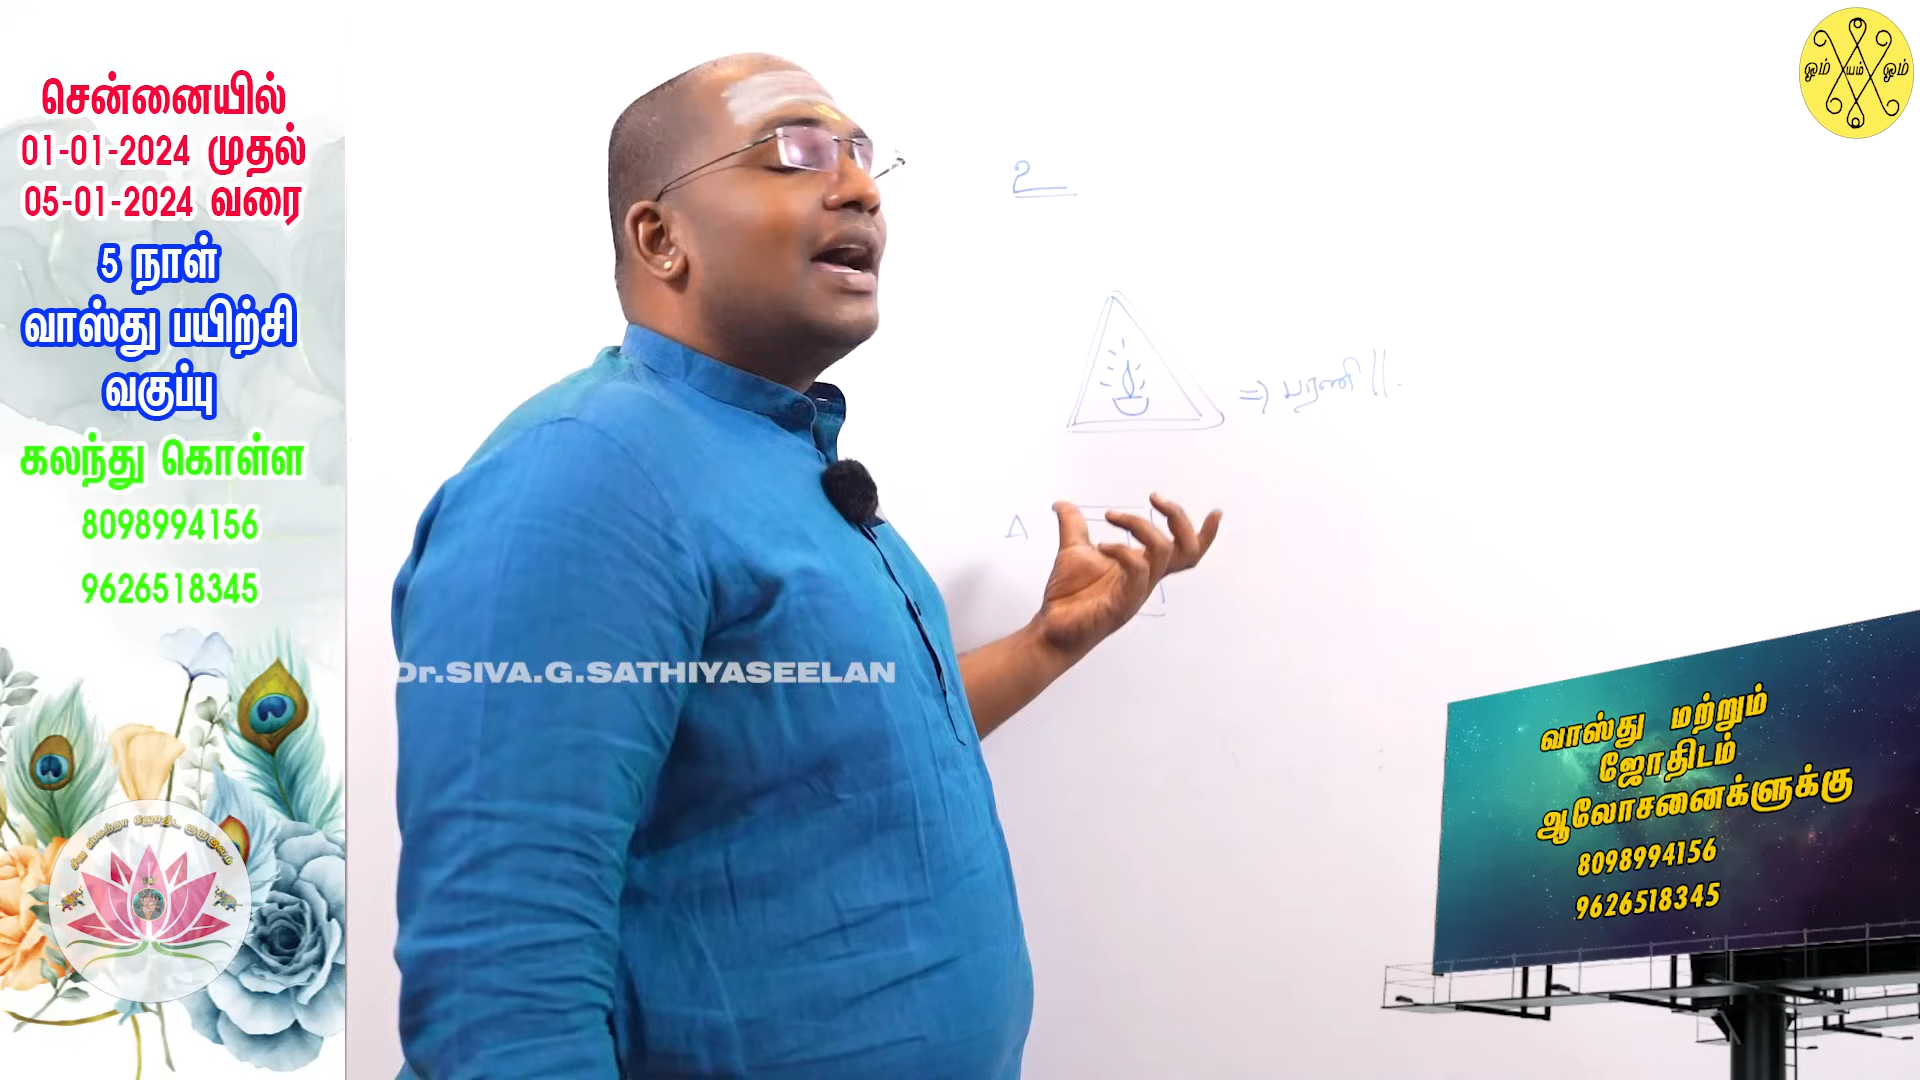 சென்னையில்
01-01-2024 முதல்
05-01-2024 வரை
5 நாள்
வாஸ்து பயிற்சி
வகுப்பு
கலந்து கொள்ள
8098994156
9626518345
ஓம் யம் ஓம்
உ
=> பரணி ||.
Dr.SIVA.G.SATHIYASEELAN
வாஸ்து மற்றும்
ஜோதிடம்
ஆலோசனைக்ளுக்கு
8098994156
9626518345